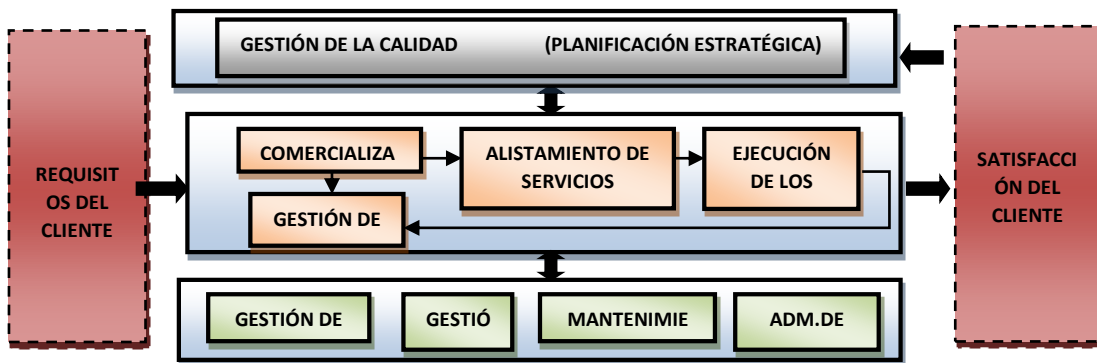 GESTIÓN DE LA CALIDAD (PLANIFICACIÓN ESTRATÉGICA)
REQUISIT
OS DEL
CLIENTE
COMERCIALIZA
ALISTAMIENTO DE
SERVICIOS
EJECUCIÓN
DE LOS
GESTIÓN DE
SATISFACCI
ÓN DEL
CLIENTE
GESTIÓN DE
GESTIÓ
MANTENIMIE
ADM.DE